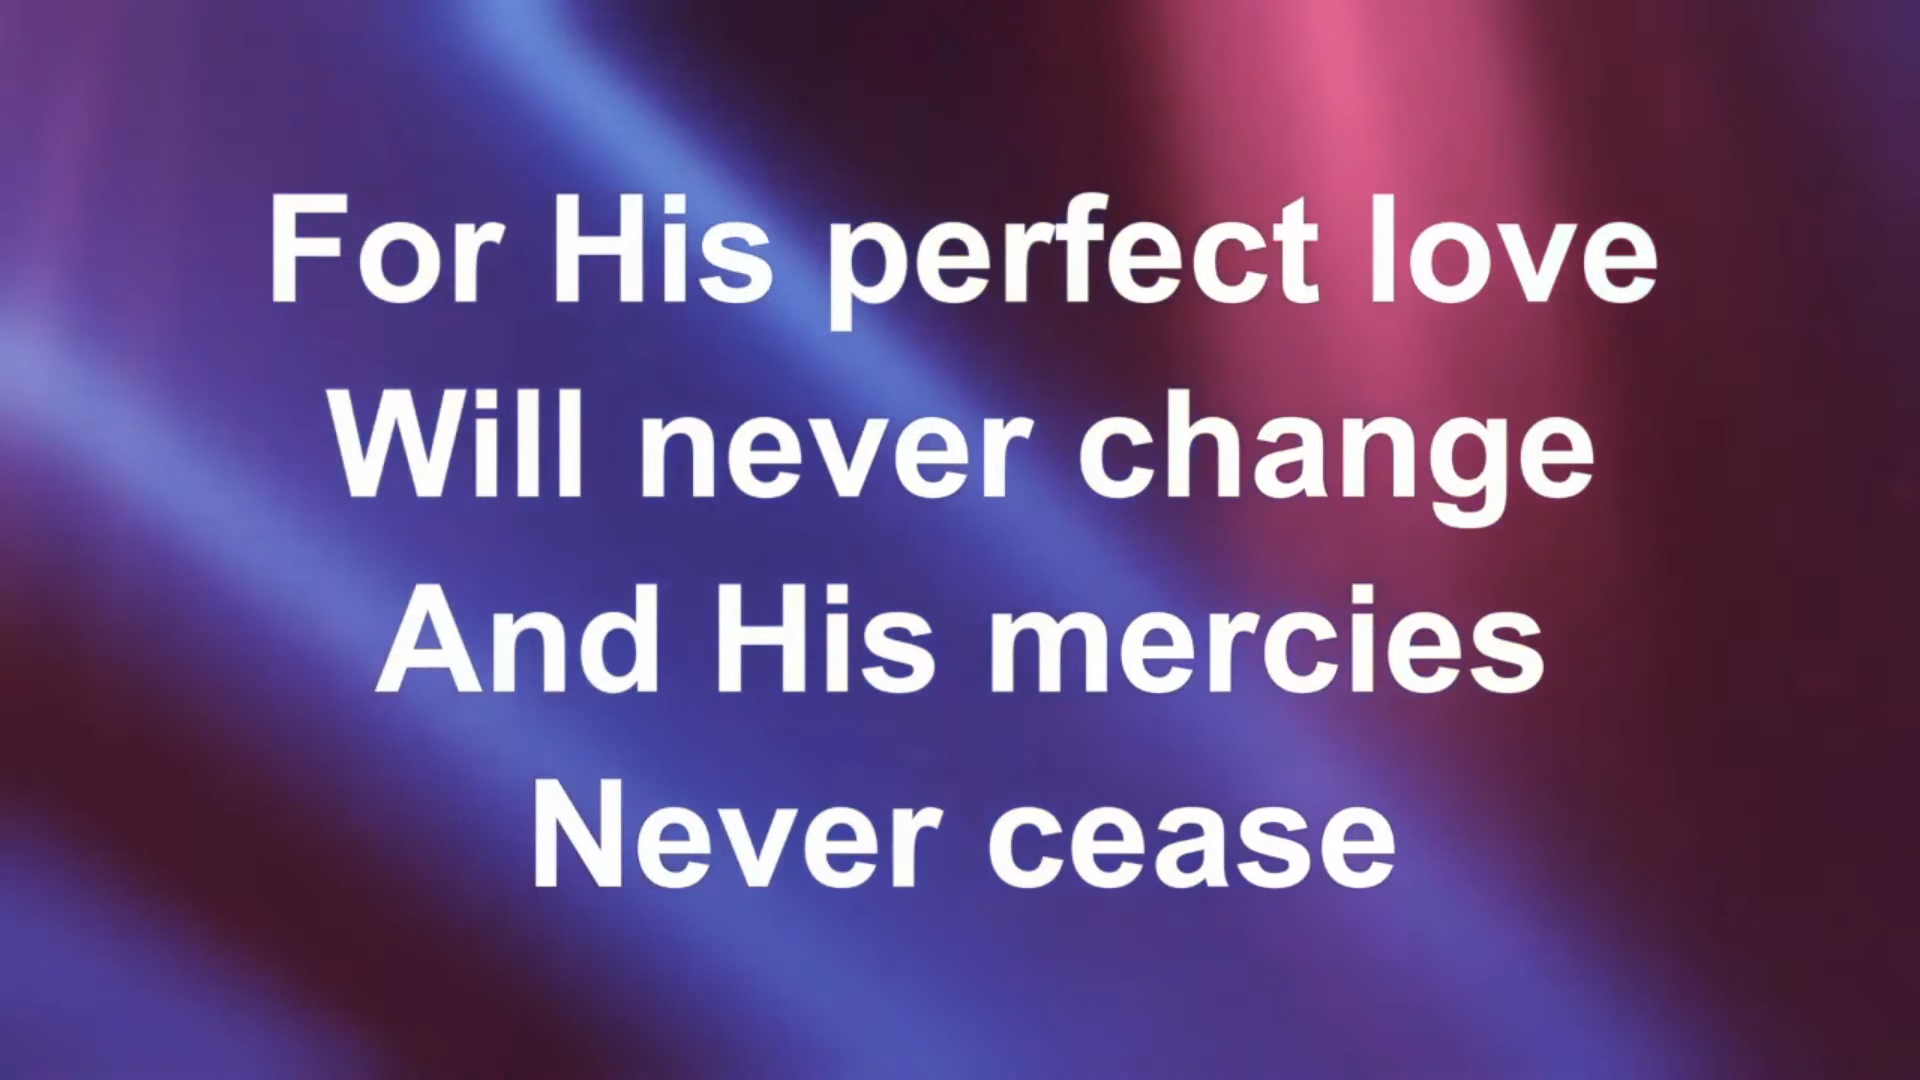 For His perfect love
Will never change
And His mercies
Never cease